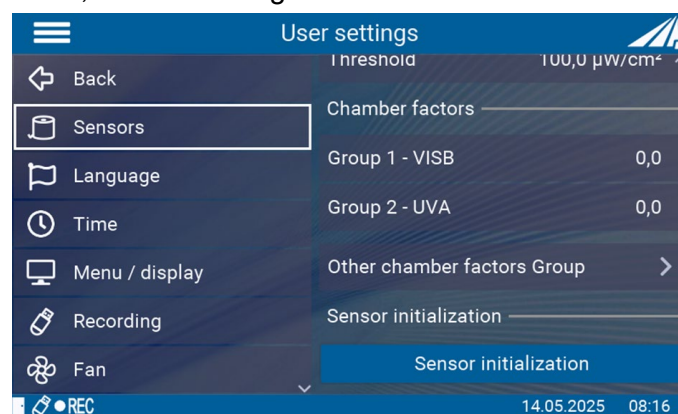 User settings
Back
Sensors
Language
Time
Menu / display
Recording
Fan
Threshold 100,0 µW/cm²
Chamber factors
Group 1 - VISB 0,0
Group 2 - UVA 0,0
Other chamber factors Group
Sensor initialization
Sensor initialization
REC 14.05.2025 08:16